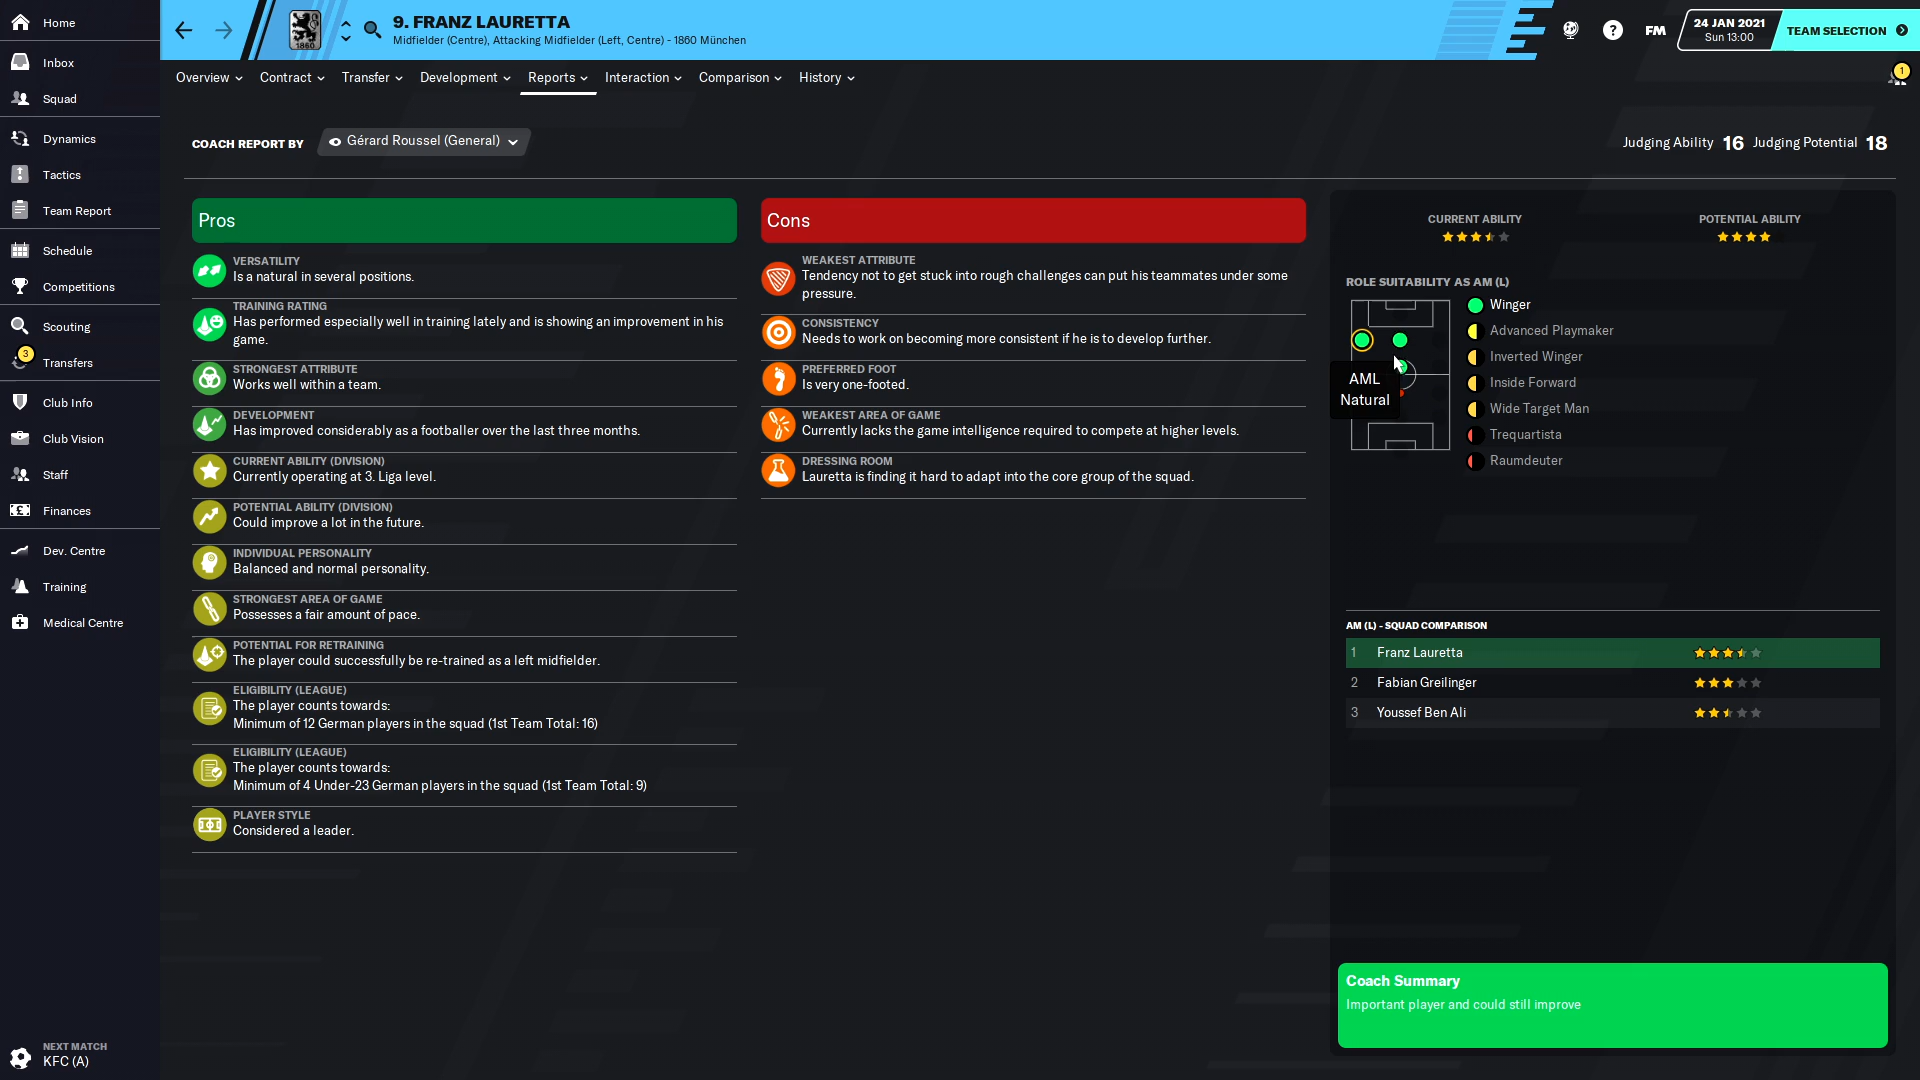 Home
Inbox
Squad
Dynamics
Tactics
Team Report
Schedule
Competitions
Scouting
3
Transfers
Club Info
Club Vision
Staff
Finances
Dev. Centre
Training
Medical Centre
NEXT MATCH
KFC (A)
1860
9. FRANZ LAURETTA
Midfielder (Centre), Attacking Midfielder (Left, Centre) - 1860 München
?
FM
24 JAN 2021
Sun 13:00
TEAM SELECTION
Overview
Contract
Transfer
Development
Reports
Interaction
Comparison
History
1
COACH REPORT BY
Gérard Roussel (General)
Judging Ability 16 Judging Potential 18
Pros
VERSATILITY
Is a natural in several positions.
TRAINING RATING
Has performed especially well in training lately and is showing an improvement in his
game.
STRONGEST ATTRIBUTE
Works well within a team.
DEVELOPMENT
Has improved considerably as a footballer over the last three months.
CURRENT ABILITY (DIVISION)
Currently operating at 3. Liga level.
POTENTIAL ABILITY (DIVISION)
Could improve a lot in the future.
INDIVIDUAL PERSONALITY
Balanced and normal personality.
STRONGEST AREA OF GAME
Possesses a fair amount of pace.
POTENTIAL FOR RETRAINING
The player could successfully be re-trained as a left midfielder.
ELIGIBILITY (LEAGUE)
The player counts towards:
Minimum of 12 German players in the squad (1st Team Total: 16)
ELIGIBILITY (LEAGUE)
The player counts towards:
Minimum of 4 Under-23 German players in the squad (1st Team Total: 9)
PLAYER STYLE
Considered a leader.
Cons
WEAKEST ATTRIBUTE
Tendency not to get stuck into rough challenges can put his teammates under some
pressure.
CONSISTENCY
Needs to work on becoming more consistent if he is to develop further.
PREFERRED FOOT
Is very one-footed.
WEAKEST AREA OF GAME
Currently lacks the game intelligence required to compete at higher levels.
DRESSING ROOM
Lauretta is finding it hard to adapt into the core group of the squad.
CURRENT ABILITY
POTENTIAL ABILITY
ROLE SUITABILITY AS AM (L)
AML
Natural
Winger
Advanced Playmaker
Inverted Winger
Inside Forward
Wide Target Man
Trequartista
Raumdeuter
AM (L) - SQUAD COMPARISON
1 Franz Lauretta
2 Fabian Greilinger
3 Youssef Ben Ali
Coach Summary
Important player and could still improve